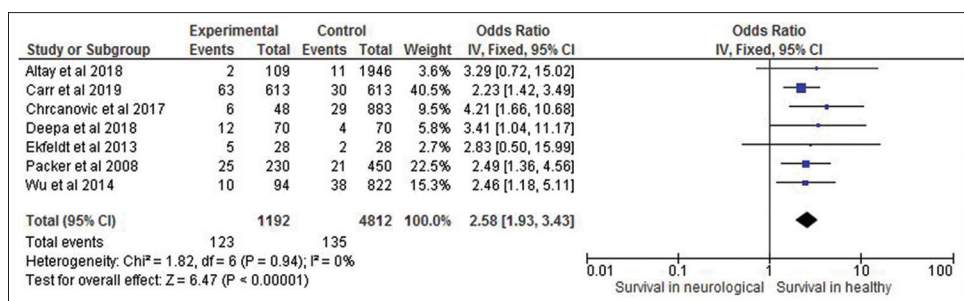 Experimental Control Odds Ratio Odds Ratio
Study or Subgroup Events Total Events Total Weight IV, Fixed, 95% CI IV, Fixed, 95% CI
Altay et al 2018 2 109 11 1946 3.6% 3.29 [0.72, 15.02]
Carr et al 2019 63 613 30 613 40.5% 2.23 [1.42, 3.49]
Chrcanovic et al 2017 6 48 29 883 9.5% 4.21 [1.66, 10.68]
Deepa et al 2018 12 70 4 70 5.8% 3.41 [1.04, 11.17]
Ekfeldt et al 2013 5 28 2 28 2.7% 2.83 [0.50, 15.99]
Packer et al 2008 25 230 21 450 22.5% 2.49 [1.36, 4.56]
Wu et al 2014 10 94 38 822 15.3% 2.46 [1.18, 5.11]
Total (95% CI) 1192 4812 100.0% 2.58 [1.93, 3.43]
Total events 123 135
Heterogeneity: Chi² = 1.82, df = 6 (P = 0.94); I² = 0%
Test for overall effect: Z = 6.47 (P < 0.00001)
0.01 0.1 1 10 100
Survival in neurological Survival in healthy